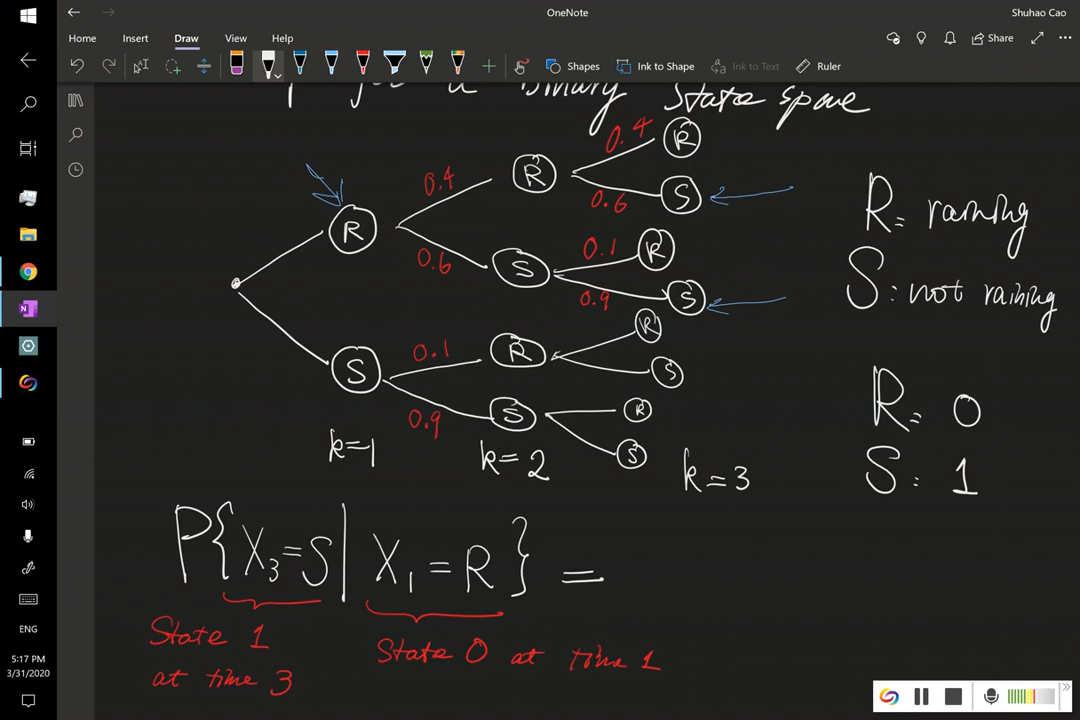 OneNote
Shuhao Cao
Home Insert Draw View Help
Share
Shapes
Ink to Shape
Ink to Text
Ruler
a Binary State space
0.4 R
0.4 R
0.6 S
R
0.6 S
0.1 R
0.9 S
R
S 0.1 R
S
0.9 S
R
S
k=1
k=2
k=3
R= raining
S: not raining
R= 0
S: 1
P{X₃=S| X₁=R} =
State 1
at time 3
State 0 at time 1
ENG
5:17 PM
3/31/2020